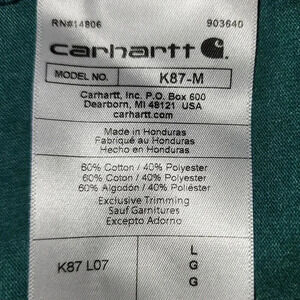 RN#14806 903640
carhartt
MODEL NO. K87-M
Carhartt, Inc. P.O. Box 600
Dearborn, MI 48121 USA
carhartt.com
Made in Honduras
Fabriqué au Honduras
Hecho en Honduras
60% Cotton / 40% Polyester
60% Coton / 40% Polyester
60% Algodón / 40% Poliéster
Exclusive Trimming
Sauf Garnitures
Excepto Adorno
L
K87 L07 G
G